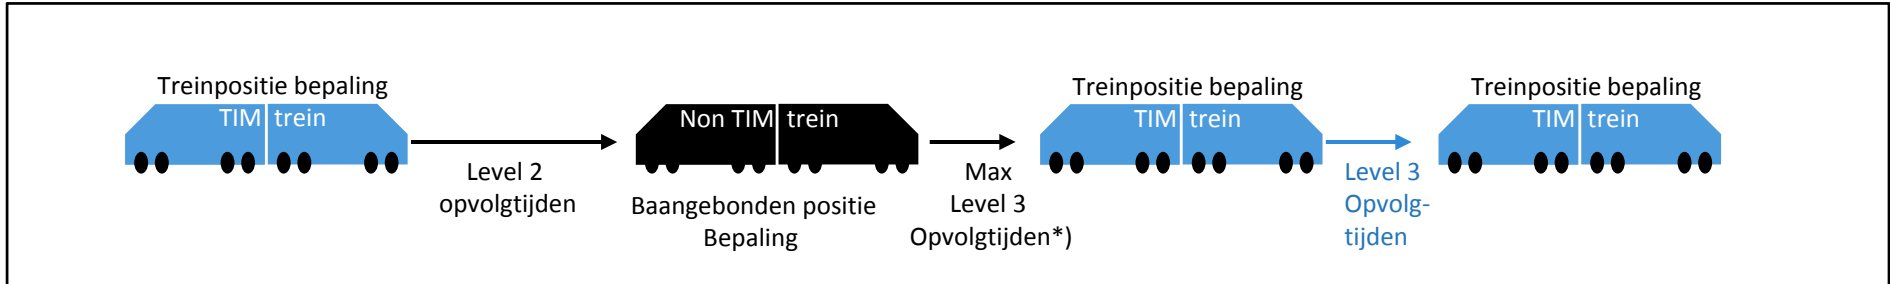 Treinpositie bepaling
TIM trein
Level 2
opvolgtijden
Non TIM trein
Baangebonden positie
Bepaling
Max
Level 3
Opvolgtijden*)
Treinpositie bepaling
TIM trein
Level 3
Opvolg-
tijden
Treinpositie bepaling
TIM trein